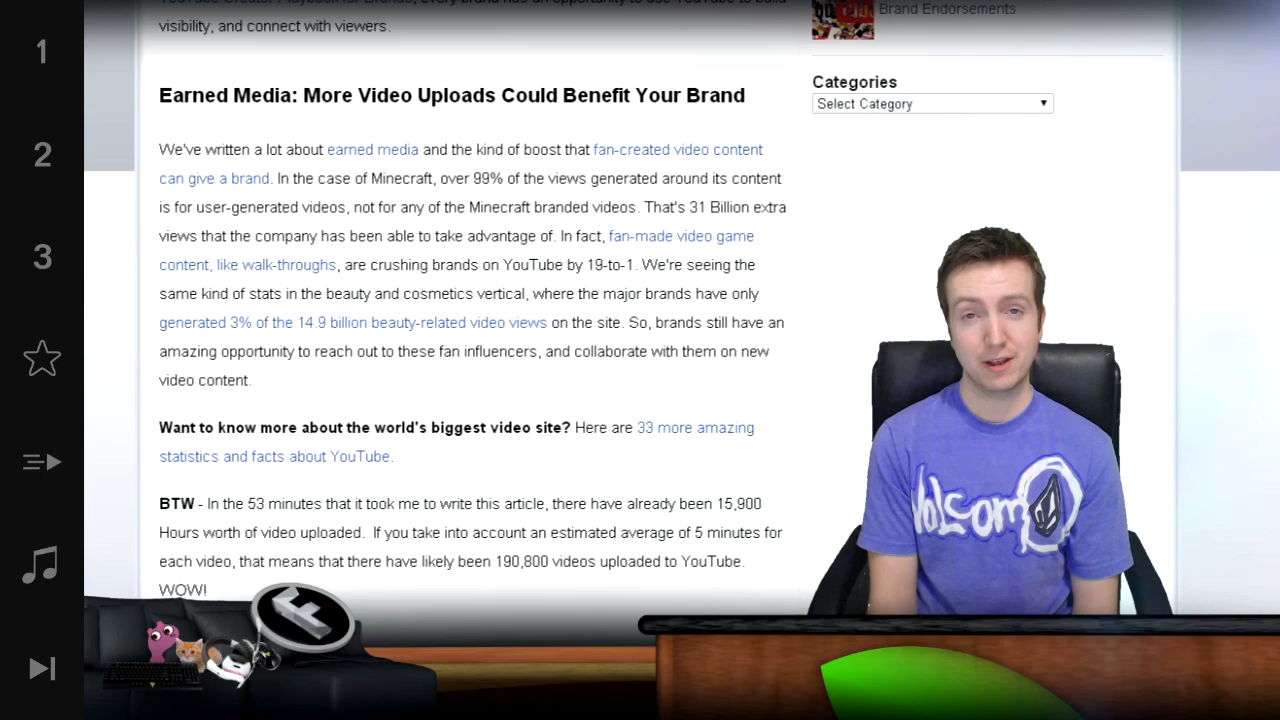 visibility, and connect with viewers.
Brand Endorsements
1
2
3
Earned Media: More Video Uploads Could Benefit Your Brand
Categories
Select Category
We've written a lot about earned media and the kind of boost that fan-created video content
can give a brand. In the case of Minecraft, over 99% of the views generated around its content
is for user-generated videos, not for any of the Minecraft branded videos. That's 31 Billion extra
views that the company has been able to take advantage of. In fact, fan-made video game
content, like walk-throughs, are crushing brands on YouTube by 19-to-1. We're seeing the
same kind of stats in the beauty and cosmetics vertical, where the major brands have only
generated 3% of the 14.9 billion beauty-related video views on the site. So, brands still have an
amazing opportunity to reach out to these fan influencers, and collaborate with them on new
video content.
Want to know more about the world's biggest video site? Here are 33 more amazing
statistics and facts about YouTube.
BTW - In the 53 minutes that it took me to write this article, there have already been 15,900
Hours worth of video uploaded. If you take into account an estimated average of 5 minutes for
each video, that means that there have likely been 190,800 videos uploaded to YouTube.
WOW!
Volcom
F